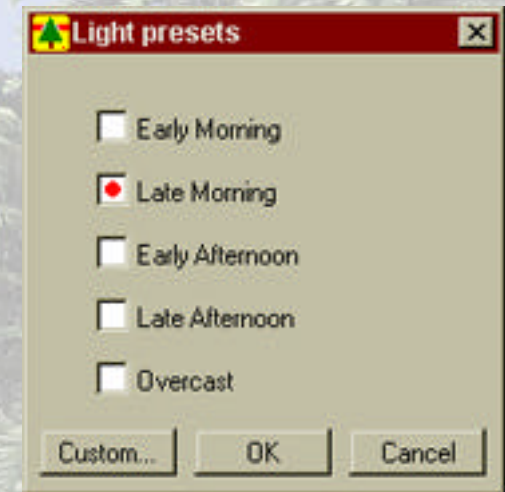 Light presets
Early Morning
Late Morning
Early Afternoon
Late Afternoon
Overcast
Custom... OK Cancel